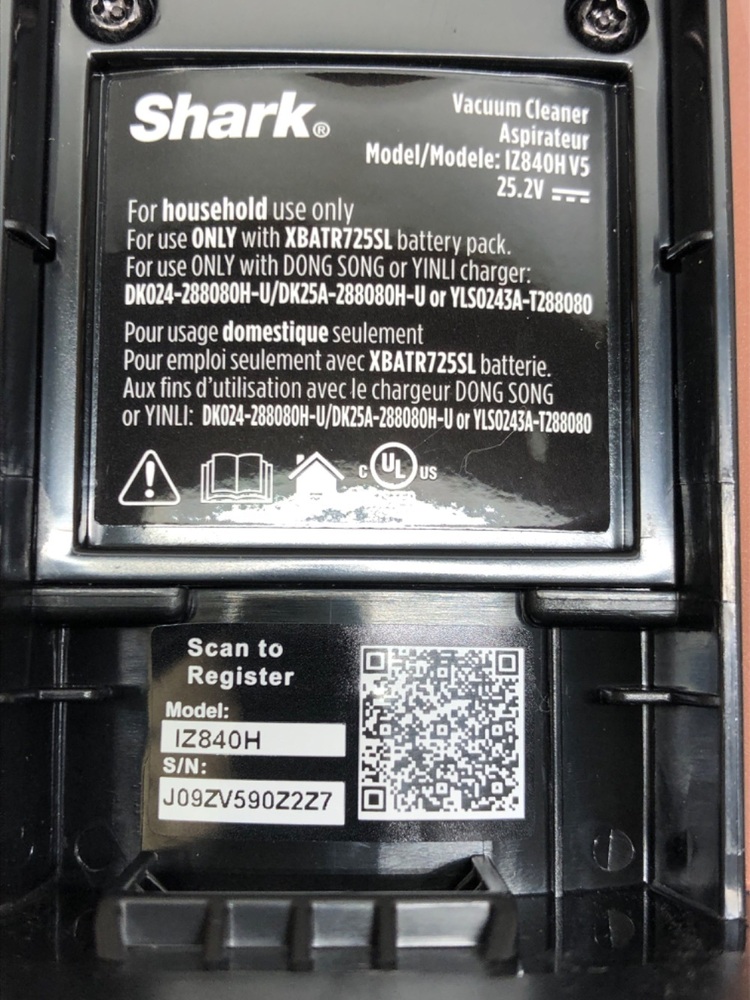 Shark®
Vacuum Cleaner
Aspirateur
Model/Modele: IZ840H V5
25.2V
For household use only
For use ONLY with XBATR725SL battery pack.
For use ONLY with DONG SONG or YINLI charger:
DK024-288080H-U/DK25A-288080H-U or YLS0243A-T288080
Pour usage domestique seulement
Pour emploi seulement avec XBATR725SL batterie.
Aux fins d'utilisation avec le chargeur DONG SONG
or YINLI: DK024-288080H-U/DK25A-288080H-U or YLS0243A-T288080
C UL US
Scan to
Register
Model:
IZ840H
S/N:
J09ZV590Z2Z7